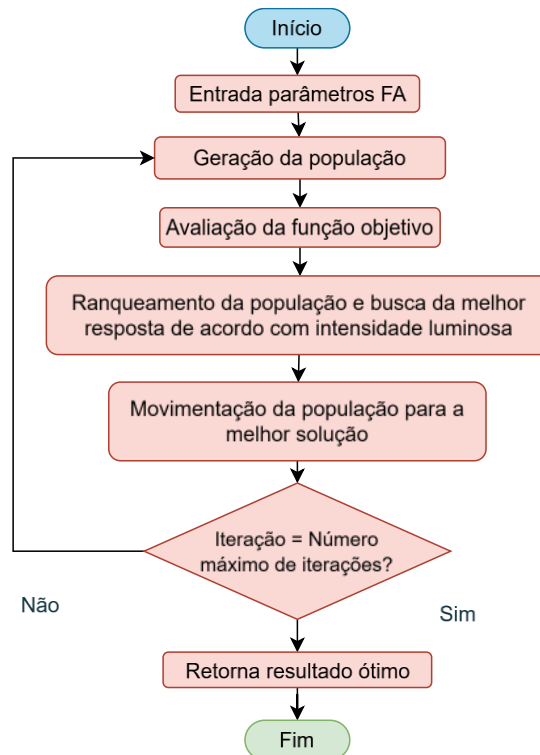 Início
Entrada parâmetros FA
Geração da população
Avaliação da função objetivo
Ranqueamento da população e busca da melhor
resposta de acordo com intensidade luminosa
Movimentação da população para a
melhor solução
Iteração = Número
máximo de iterações?
Não
Sim
Retorna resultado ótimo
Fim